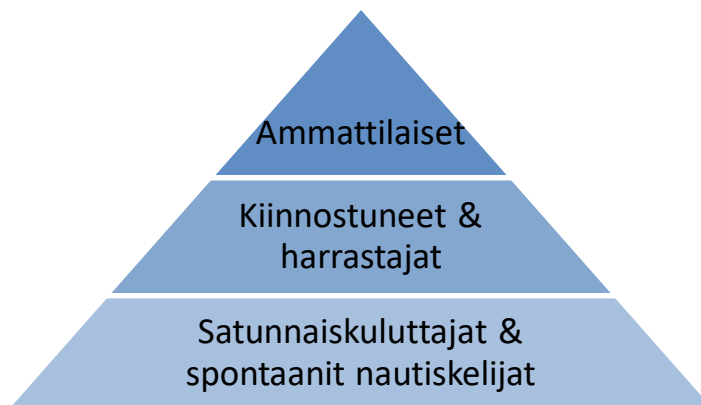 Ammattilaiset
Kiinnostuneet &
harrastajat
Satunnaiskuluttajat &
spontaanit nautiskelijat